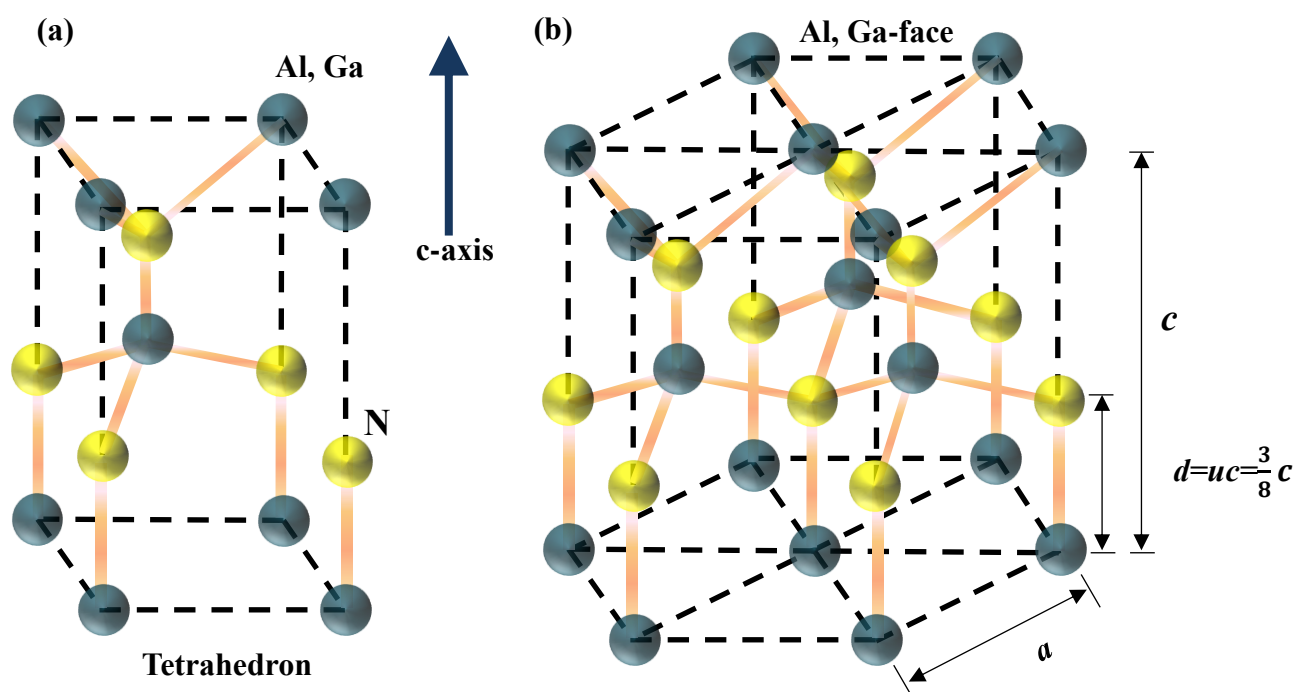 (a)
Al, Ga
c-axis
N
Tetrahedron
(b)
Al, Ga-face
c
d=uc=3/8 c
a